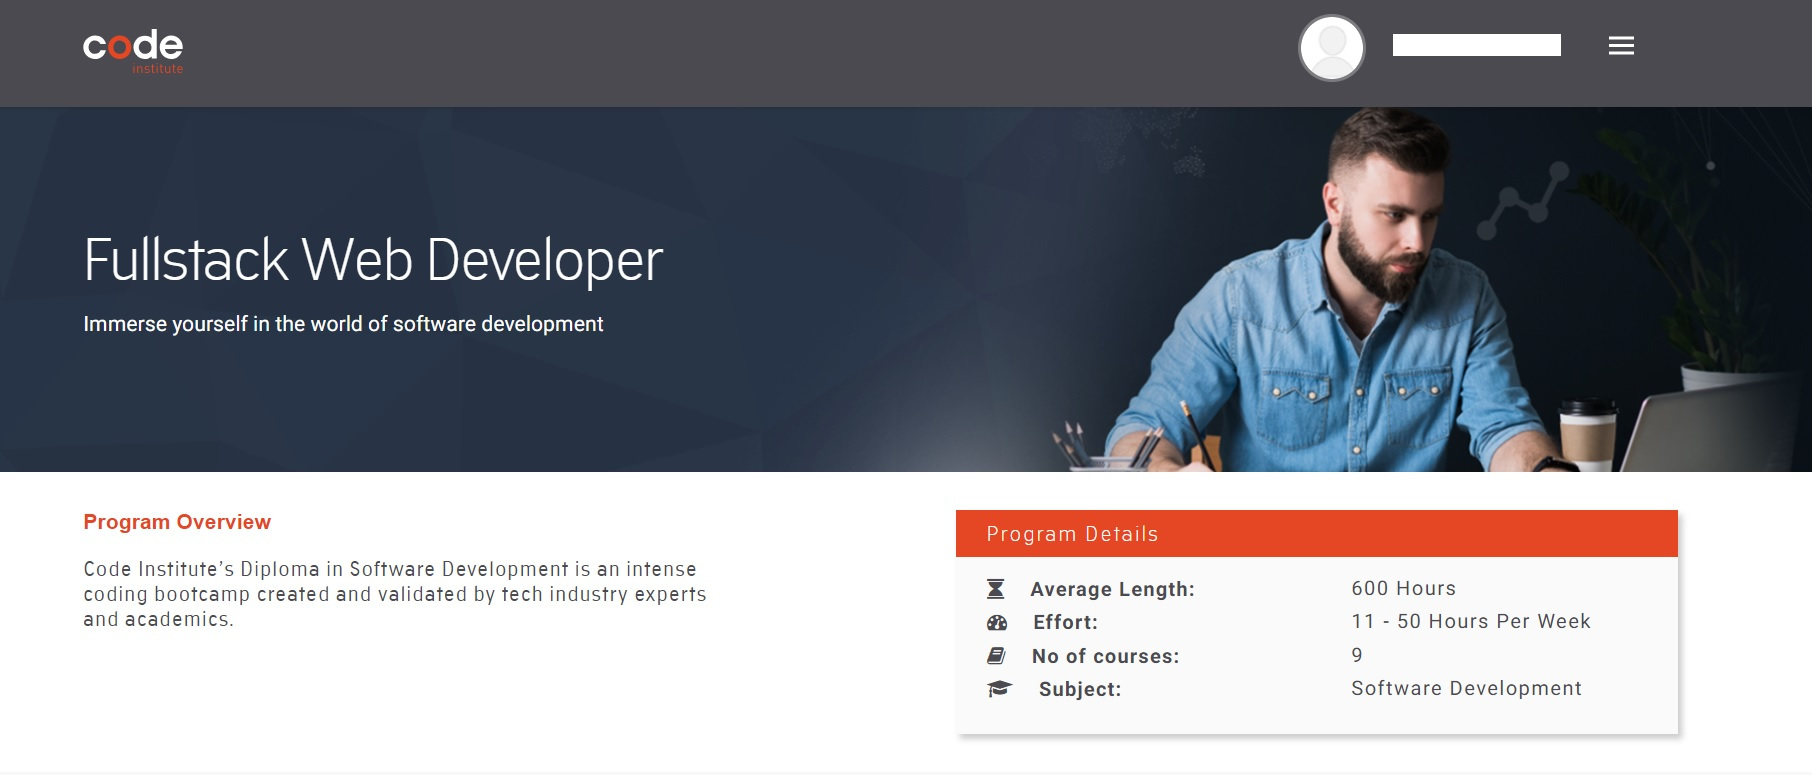 code
institute
Fullstack Web Developer
Immerse yourself in the world of software development
Program Overview
Code Institute’s Diploma in Software Development is an intense
coding bootcamp created and validated by tech industry experts
and academics.
Program Details
Average Length: 600 Hours
Effort: 11 - 50 Hours Per Week
No of courses: 9
Subject: Software Development